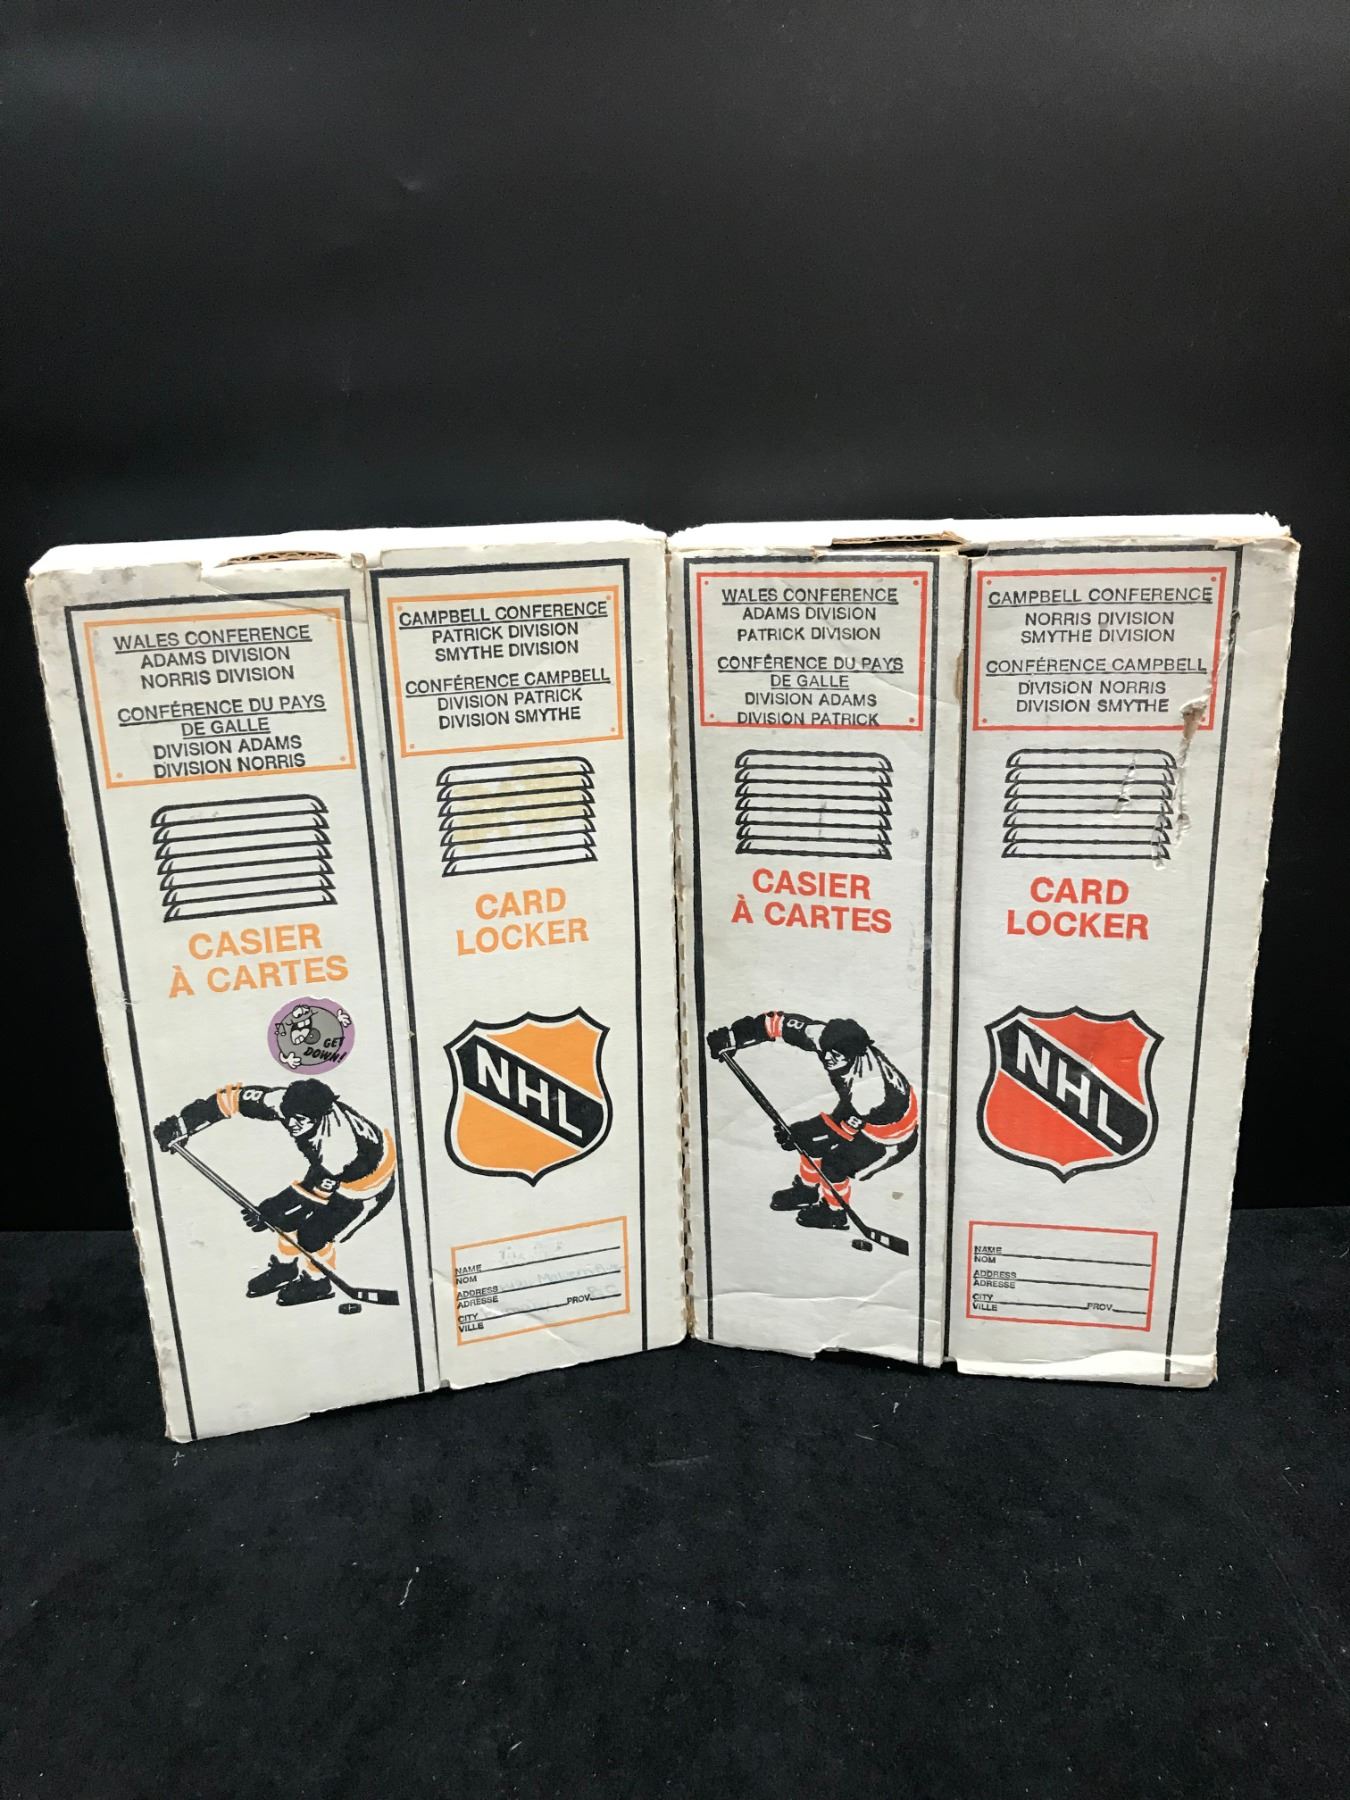 WALES CONFERENCE
ADAMS DIVISION
NORRIS DIVISION
CONFÉRENCE DU PAYS
DE GALLE
DIVISION ADAMS
DIVISION NORRIS
CASIER
À CARTES
GET
DOWN!
8
8
CAMPBELL CONFERENCE
PATRICK DIVISION
SMYTHE DIVISION
CONFÉRENCE CAMPBELL
DIVISION PATRICK
DIVISION SMYTHE
CARD
LOCKER
NHL
NAME
NOM
ADDRESS
ADRESSE
CITY PROV.
VILLE
WALES CONFERENCE
ADAMS DIVISION
PATRICK DIVISION
CONFÉRENCE DU PAYS
DE GALLE
DIVISION ADAMS
DIVISION PATRICK
CASIER
À CARTES
8
8
CAMPBELL CONFERENCE
NORRIS DIVISION
SMYTHE DIVISION
CONFÉRENCE CAMPBELL
DIVISION NORRIS
DIVISION SMYTHE
CARD
LOCKER
NHL
NAME
NOM
ADDRESS
ADRESSE
CITY PROV.
VILLE